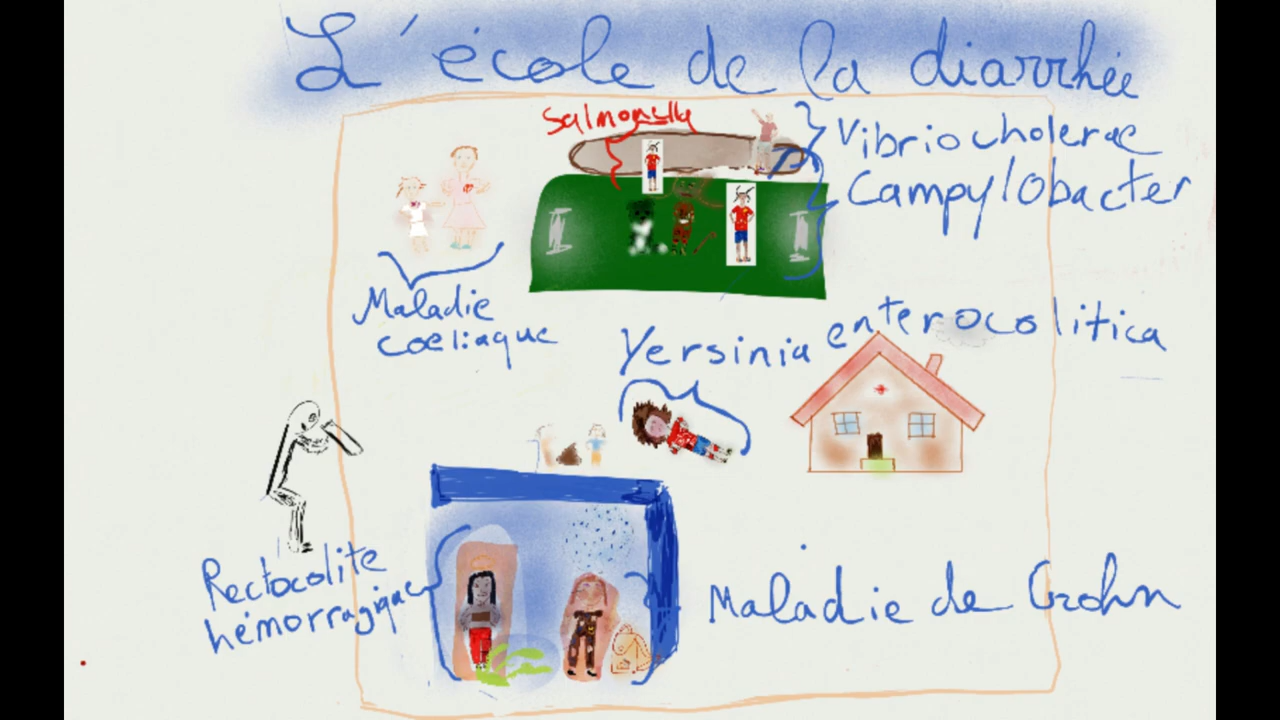 L'école de la diarrhée
Salmonella
Vibrio cholerae
Campylobacter
Maladie
coeliaque
Yersinia enterocolitica
Rectocolite
hémorragique
Maladie de Crohn